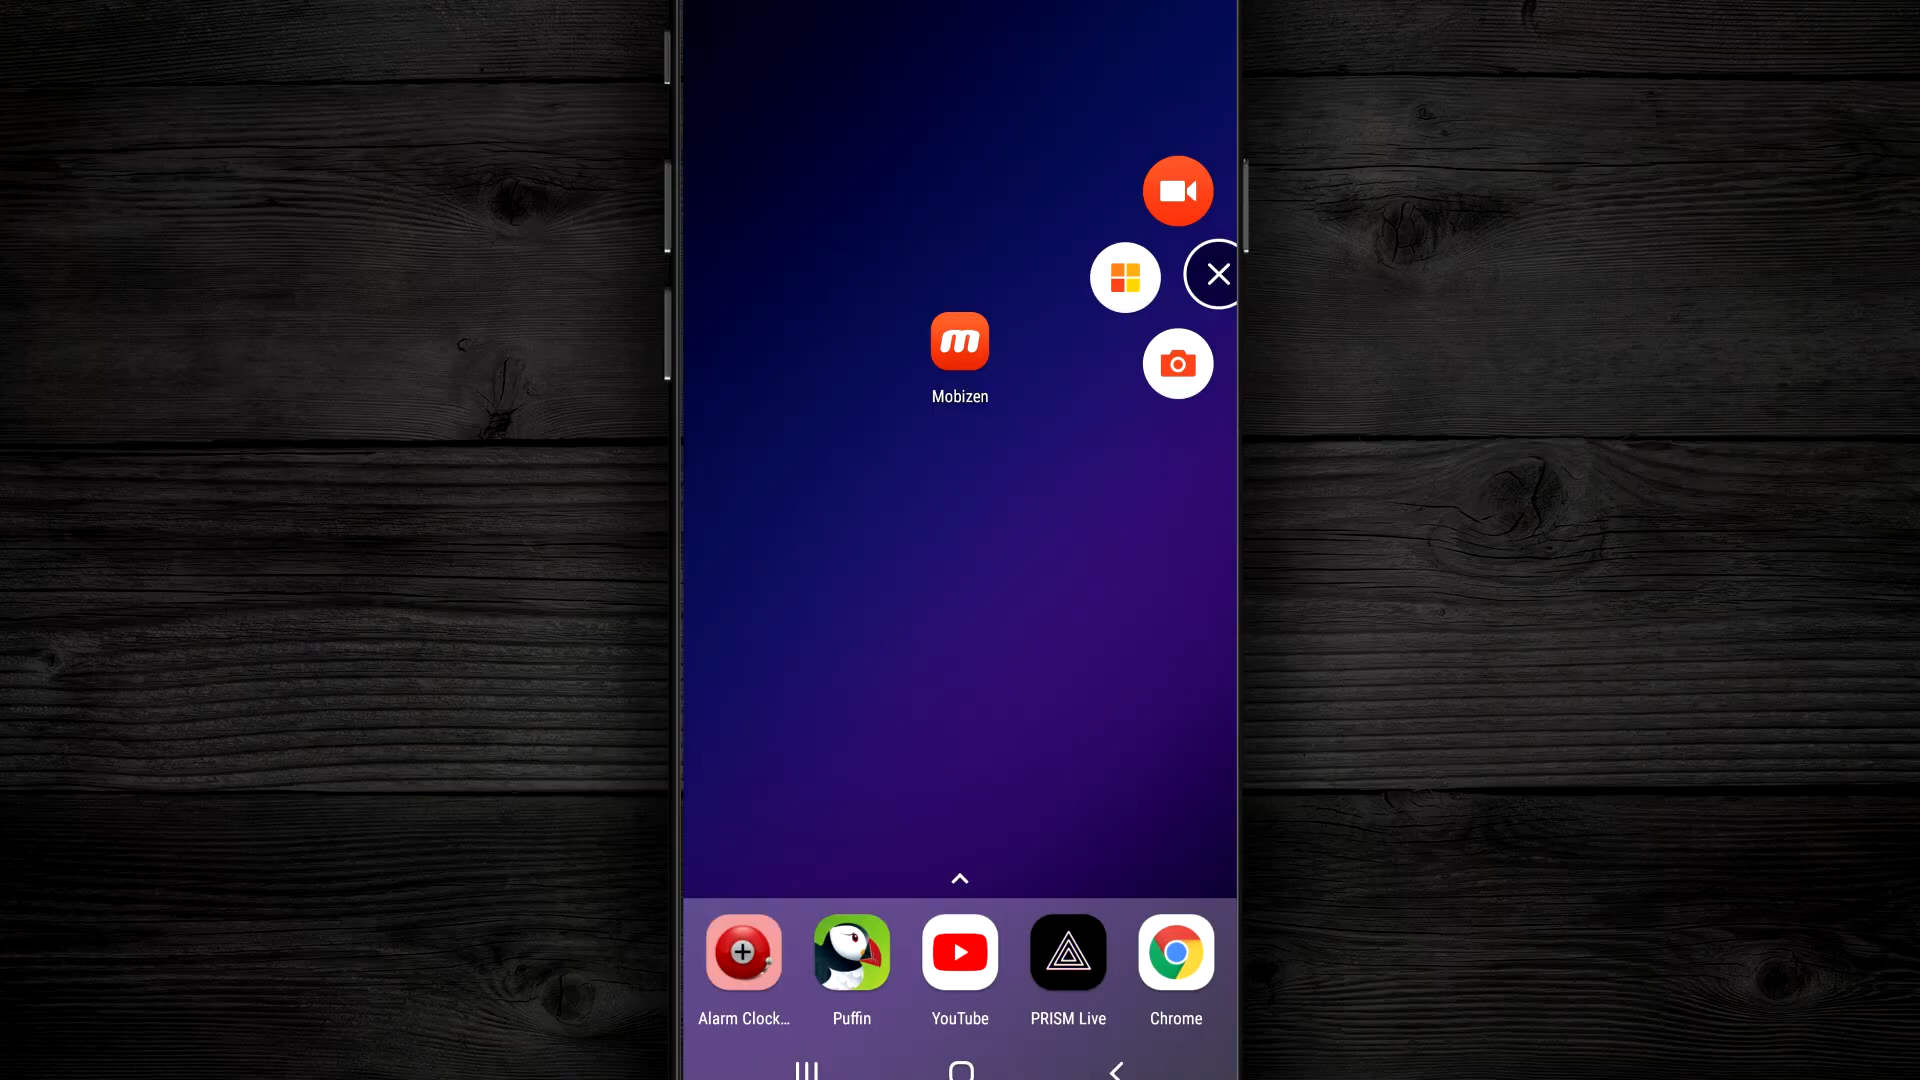 Mobizen
Alarm Clock...
Puffin
YouTube
PRISM Live
Chrome